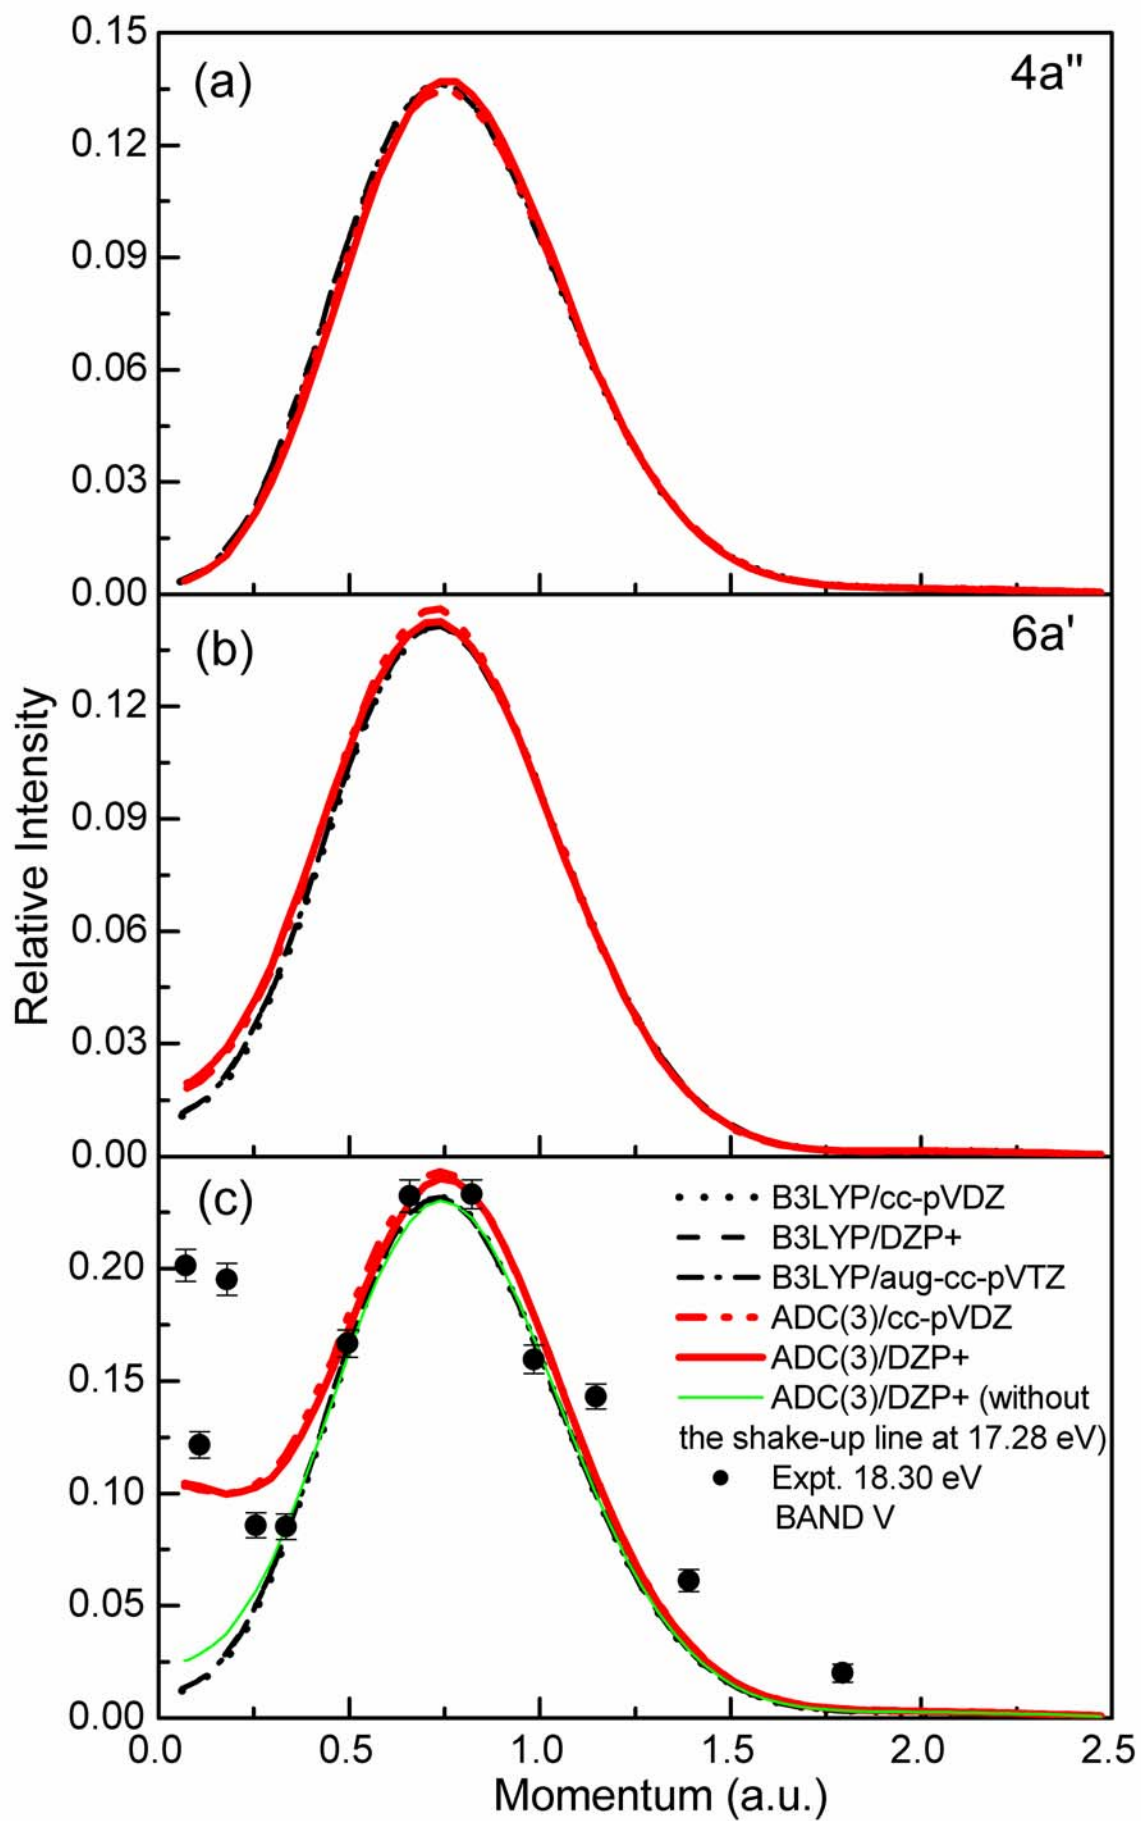 0.15
(a)
4a"
0.12
0.09
0.06
0.03
0.00
(b)
6a'
0.12
0.09
0.06
0.03
0.00
Relative Intensity
(c)
B3LYP/cc-pVDZ
B3LYP/DZP+
B3LYP/aug-cc-pVTZ
ADC(3)/cc-pVDZ
ADC(3)/DZP+
ADC(3)/DZP+ (without
the shake-up line at 17.28 eV)
Expt. 18.30 eV
BAND V
0.20
0.15
0.10
0.05
0.00
0.0 0.5 1.0 1.5 2.0 2.5
Momentum (a.u.)